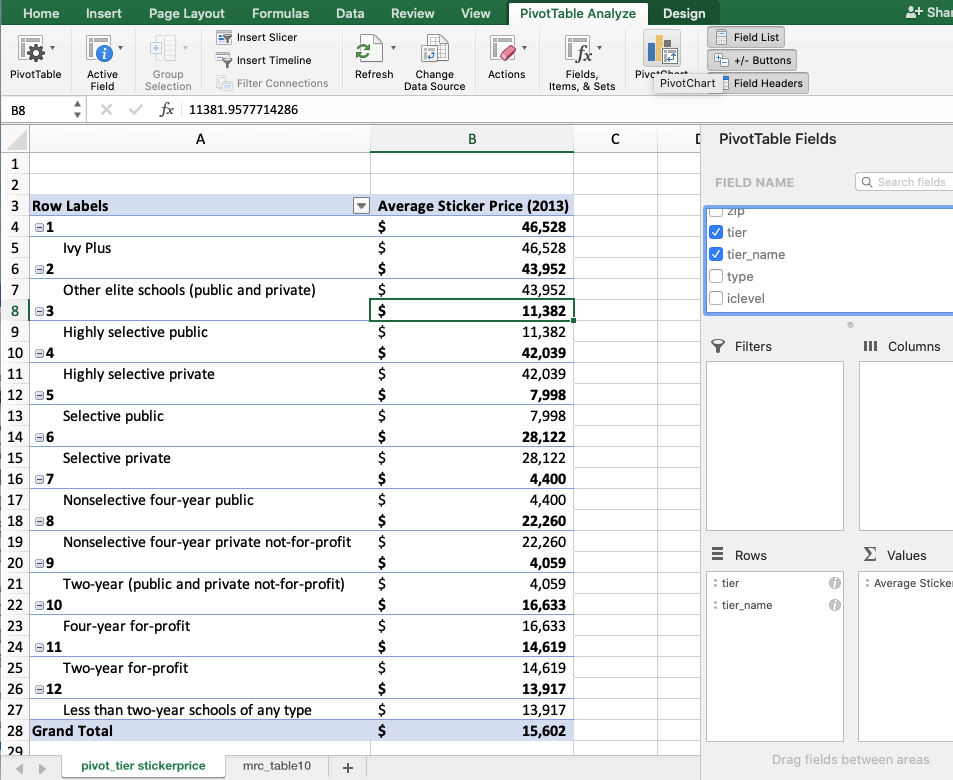 Home Insert Page Layout Formulas Data Review View PivotTable Analyze Design Shar
PivotTable
Active Field
Group Selection
Insert Slicer
Insert Timeline
Filter Connections
Refresh
Change Data Source
Actions
Fields, Items, & Sets
PivotChart
Field List
+/- Buttons
Field Headers
B8 fx 11381.9577714286
A B C
PivotTable Fields
FIELD NAME Search fields
zip
tier
tier_name
type
iclevel
1
2
3 Row Labels Average Sticker Price (2013)
4 1 $ 46,528
5 Ivy Plus $ 46,528
6 2 $ 43,952
7 Other elite schools (public and private) $ 43,952
8 3 $ 11,382
9 Highly selective public $ 11,382
10 4 $ 42,039
11 Highly selective private $ 42,039
12 5 $ 7,998
13 Selective public $ 7,998
14 6 $ 28,122
15 Selective private $ 28,122
16 7 $ 4,400
17 Nonselective four-year public $ 4,400
18 8 $ 22,260
19 Nonselective four-year private not-for-profit $ 22,260
20 9 $ 4,059
21 Two-year (public and private not-for-profit) $ 4,059
22 10 $ 16,633
23 Four-year for-profit $ 16,633
24 11 $ 14,619
25 Two-year for-profit $ 14,619
26 12 $ 13,917
27 Less than two-year schools of any type $ 13,917
28 Grand Total $ 15,602
29
Filters Columns
Rows Values
tier Average Sticke
tier_name
Drag fields between areas
pivot_tier stickerprice mrc_table10 +